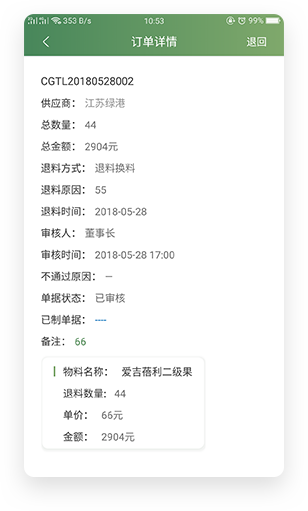 353 B/s 10:53 99%
订单详情 退回
CGTL20180528002
供应商： 江苏绿港
总数量： 44
总金额： 2904元
退料方式： 退料换料
退料原因： 55
退料时间： 2018-05-28
审核人： 董事长
审核时间： 2018-05-28 17:00
不通过原因： --
单据状态： 已审核
已制单据： ----
备注： 66
物料名称： 爱吉蓓利二级果
退料数量： 44
单价： 66元
金额： 2904元